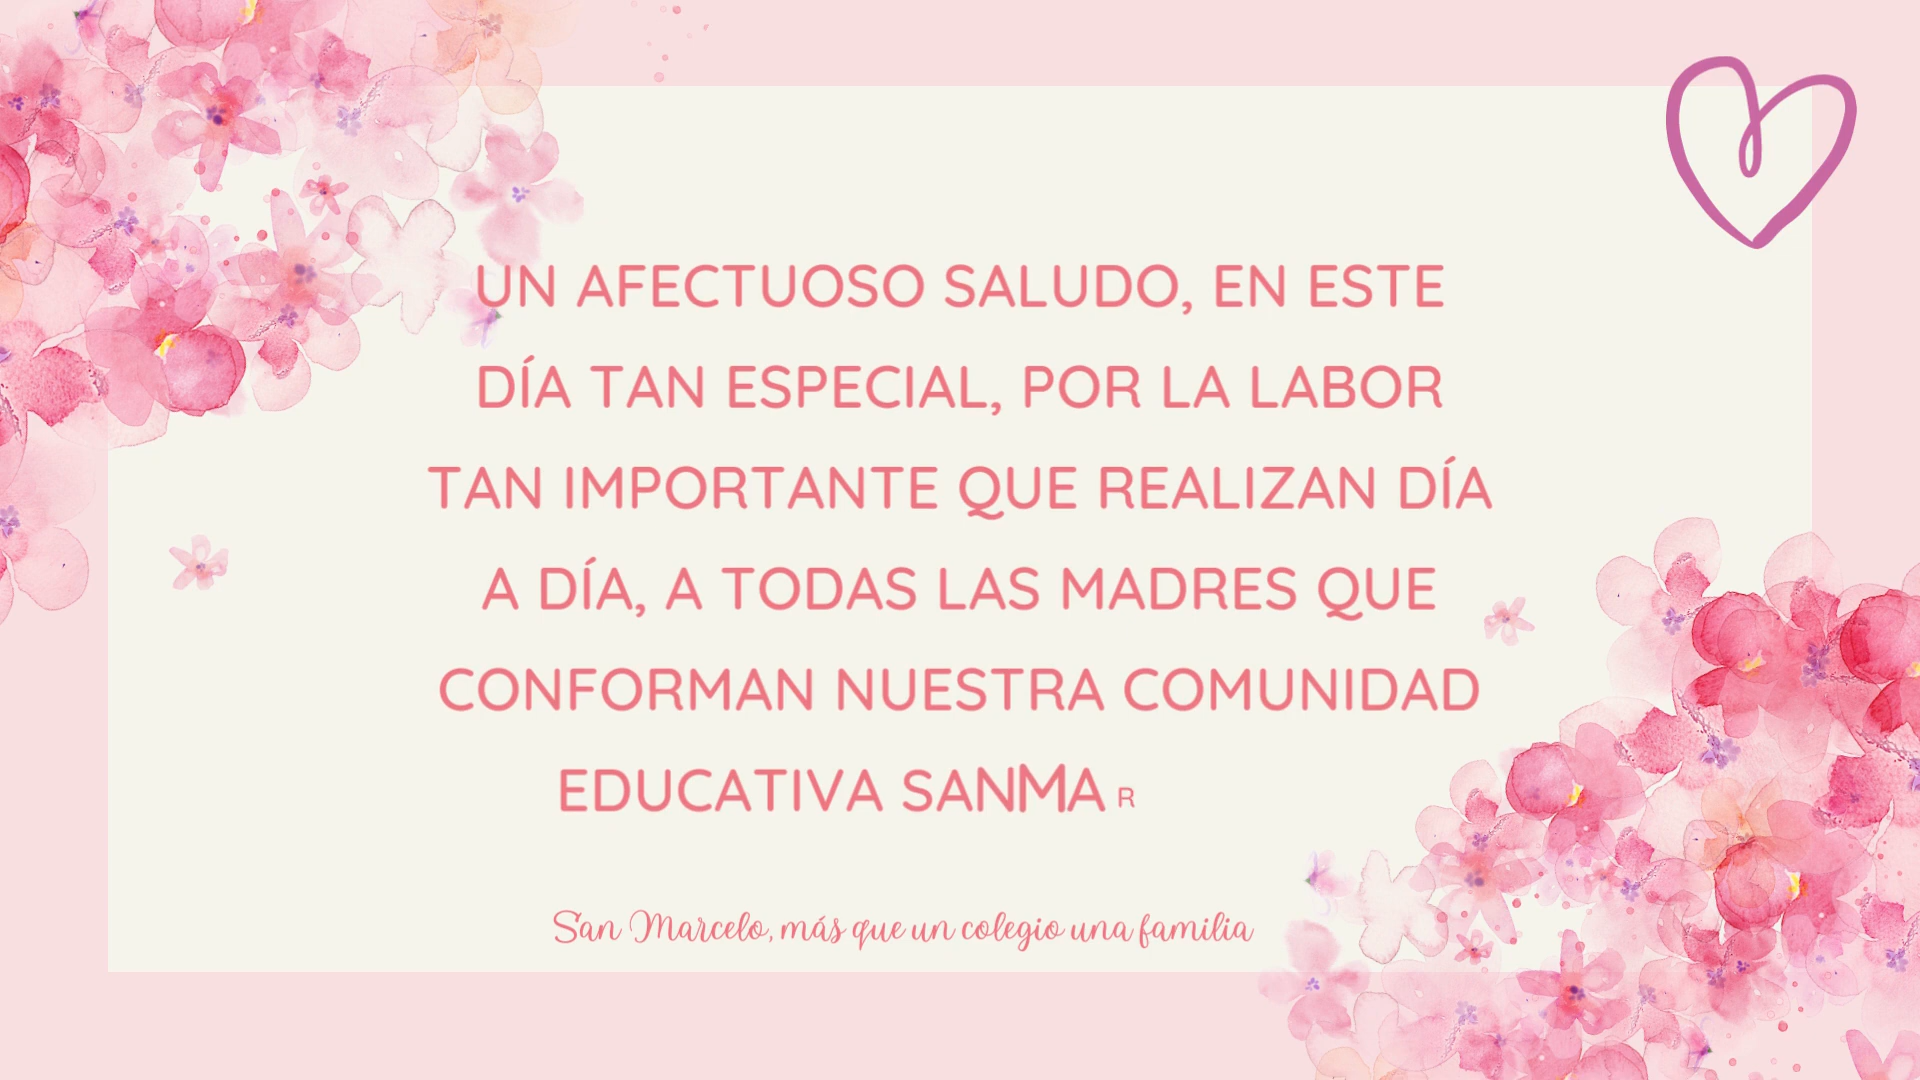 UN AFECTUOSO SALUDO, EN ESTE
DÍA TAN ESPECIAL, POR LA LABOR
TAN IMPORTANTE QUE REALIZAN DÍA
A DÍA, A TODAS LAS MADRES QUE
CONFORMAN NUESTRA COMUNIDAD
EDUCATIVA SANMAR
San Marcelo, más que un colegio una familia